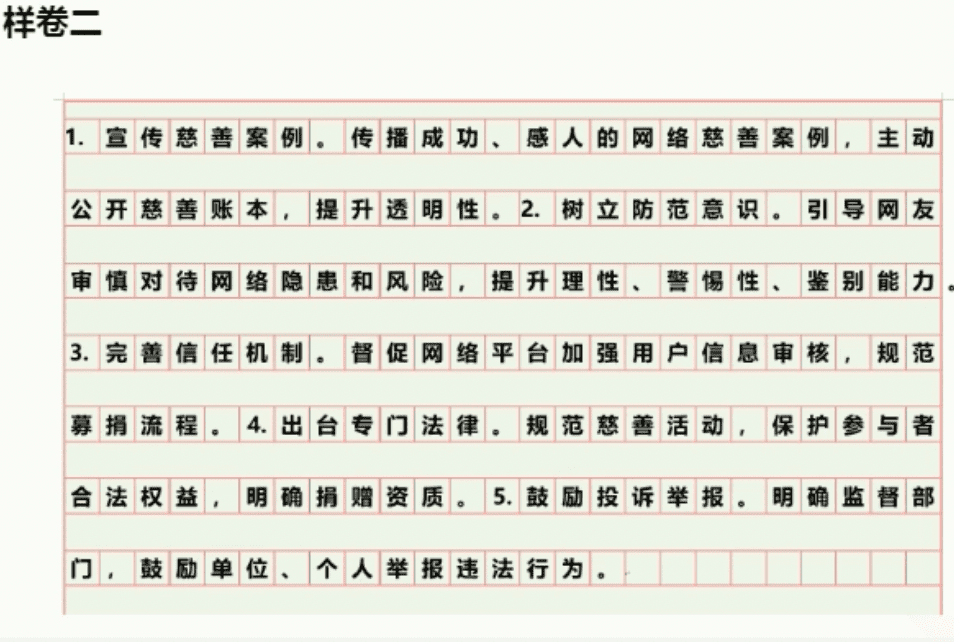 样卷二
1. 宣传慈善案例。传播成功、感人的网络慈善案例，主动
公开慈善账本，提升透明性。2. 树立防范意识。引导网友
审慎对待网络隐患和风险，提升理性、警惕性、鉴别能力。
3. 完善信任机制。督促网络平台加强用户信息审核，规范
募捐流程。4. 出台专门法律。规范慈善活动，保护参与者
合法权益，明确捐赠资质。5. 鼓励投诉举报。明确监督部
门，鼓励单位、个人举报违法行为。